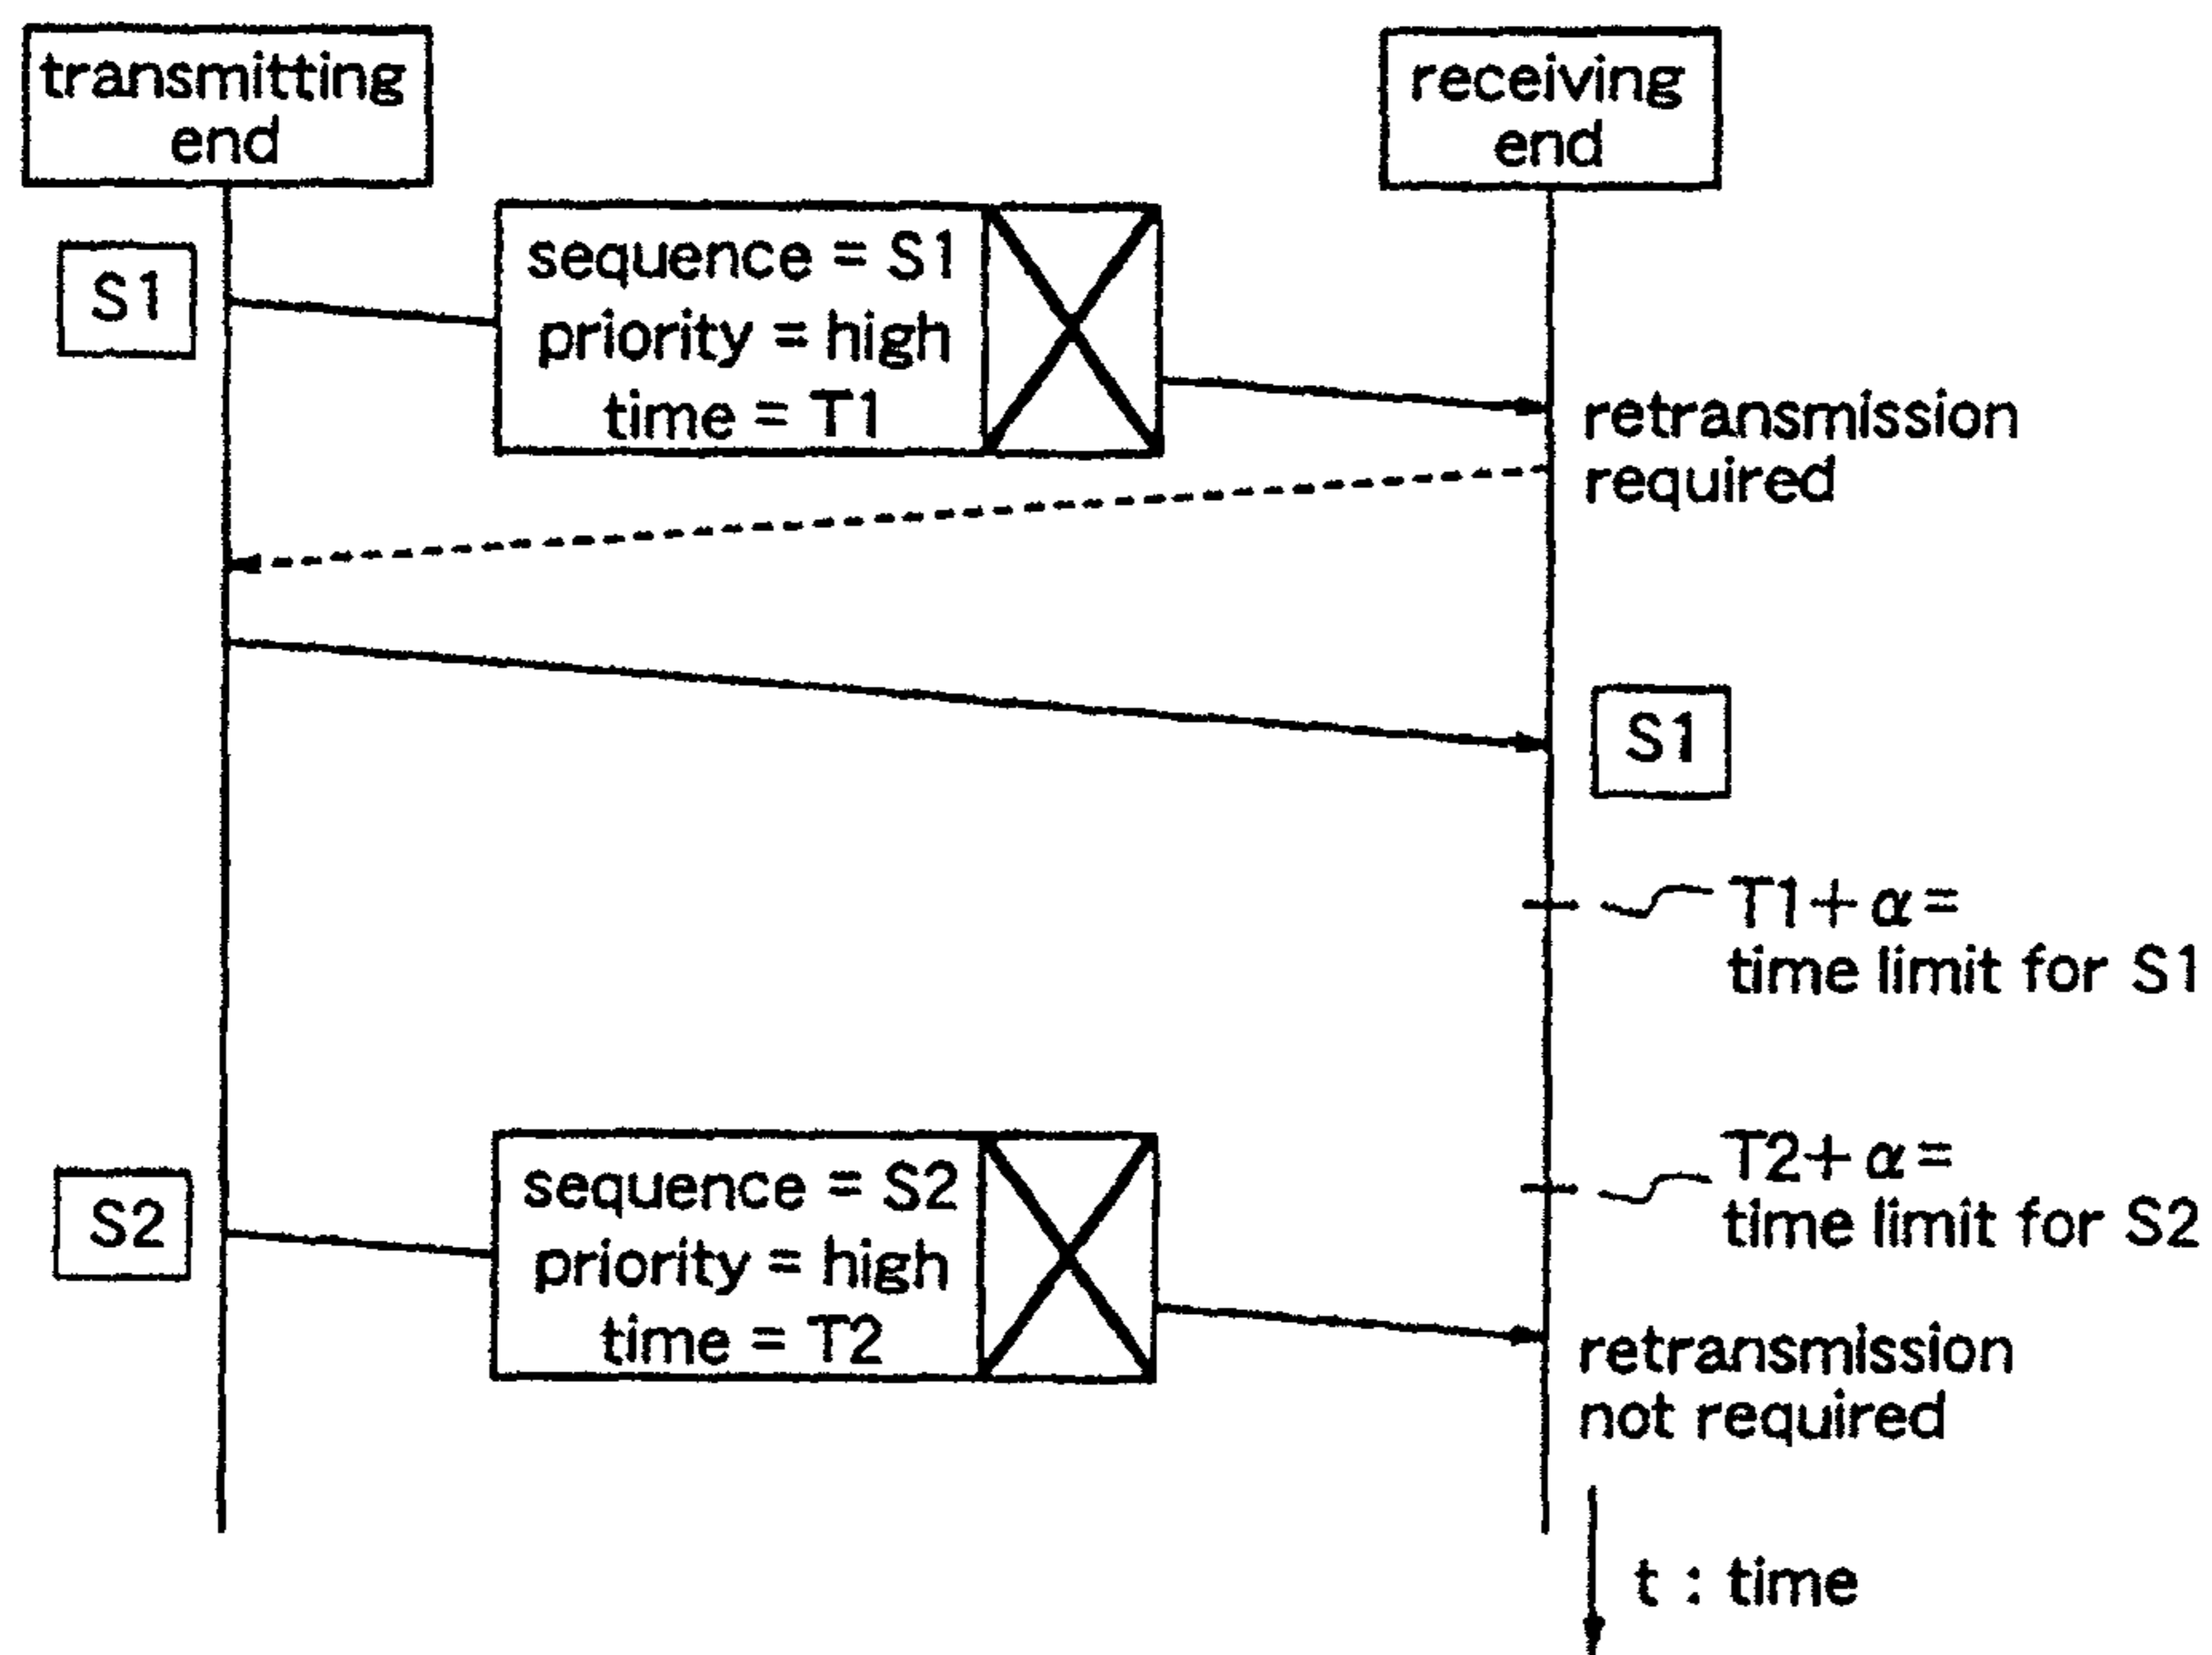 transmitting
end
receiving
end
S1
sequence = S1
priority = high
time = T1
retransmission
required
S1
T1+α=
time limit for S1
T2+α=
time limit for S2
S2
sequence = S2
priority = high
time = T2
retransmission
not required
t : time